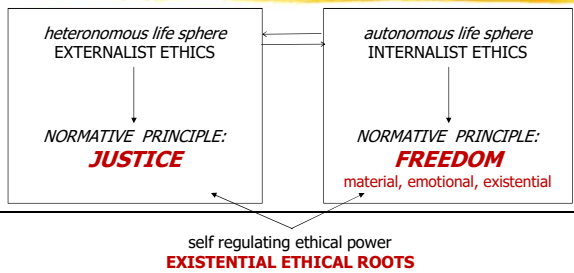 heteronomous life sphere
EXTERNALIST ETHICS
NORMATIVE PRINCIPLE:
JUSTICE
autonomous life sphere
INTERNALIST ETHICS
NORMATIVE PRINCIPLE:
FREEDOM
material, emotional, existential
self regulating ethical power
EXISTENTIAL ETHICAL ROOTS